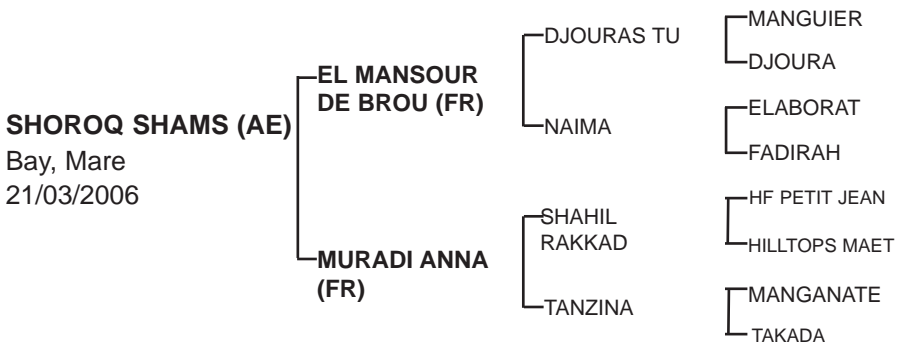 SHOROQ SHAMS (AE)
Bay, Mare
21/03/2006
EL MANSOUR
DE BROU (FR)
MURADI ANNA
(FR)
DJOURAS TU
NAIMA
SHAHIL
RAKKAD
TANZINA
MANGUIER
DJOURA
ELABORAT
FADIRAH
HF PETIT JEAN
HILLTOPS MAET
MANGANATE
TAKADA